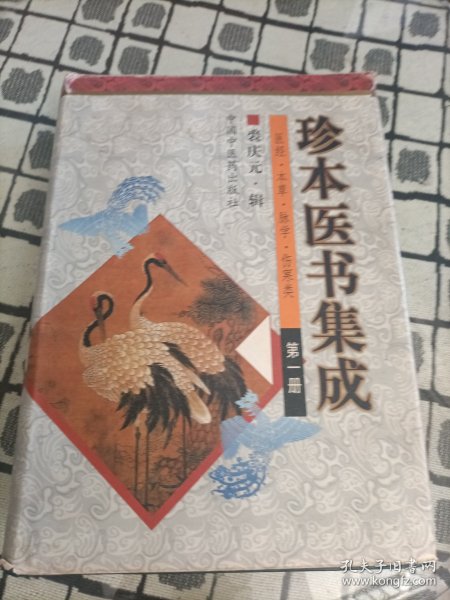 珍本医书集成
医经·本草·脉学·伤寒类
第一册
裘庆元·辑
中国中医药出版社
孔夫子旧书网
www.kongfz.com